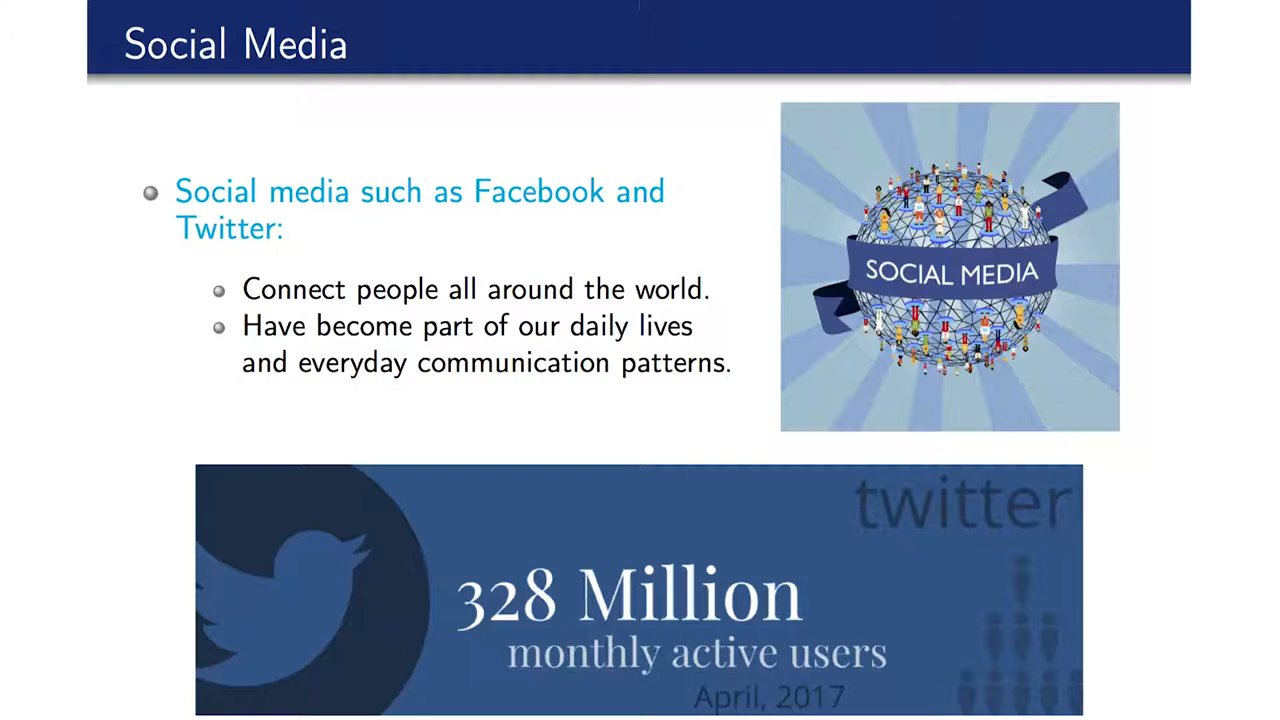 Social Media
Social media such as Facebook and
Twitter:
Connect people all around the world.
Have become part of our daily lives
and everyday communication patterns.
SOCIAL MEDIA
twitter
328 Million
monthly active users
April, 2017